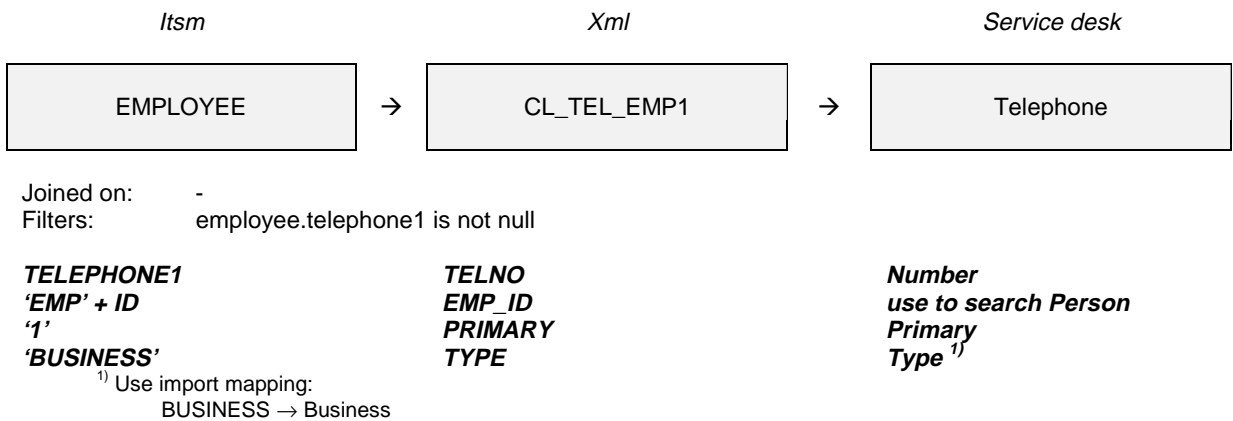 Itsm Xml Service desk
EMPLOYEE → CL_TEL_EMP1 → Telephone
Joined on: -
Filters: employee.telephone1 is not null
TELEPHONE1 TELNO Number
‘EMP’ + ID EMP_ID use to search Person
‘1’ PRIMARY Primary
‘BUSINESS’ TYPE Type 1)
1) Use import mapping:
BUSINESS → Business